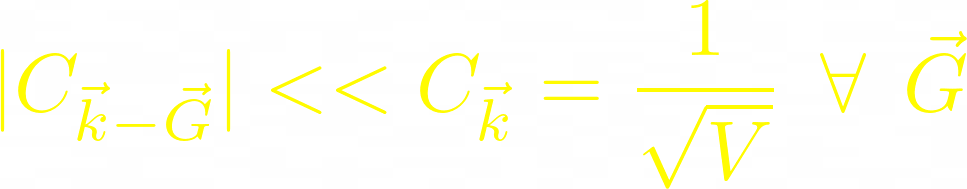 |C_{\vec{k}-\vec{G}}| << C_{\vec{k}} = \frac{1}{\sqrt{V}} ∀ \vec{G}